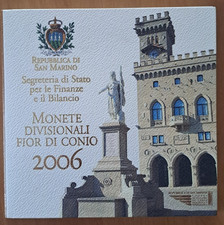 REPUBBLICA DI
SAN MARINO
Segreteria di Stato
per le Finanze
e il Bilancio
MONETE
DIVISIONALI
FIOR DI CONIO
2006